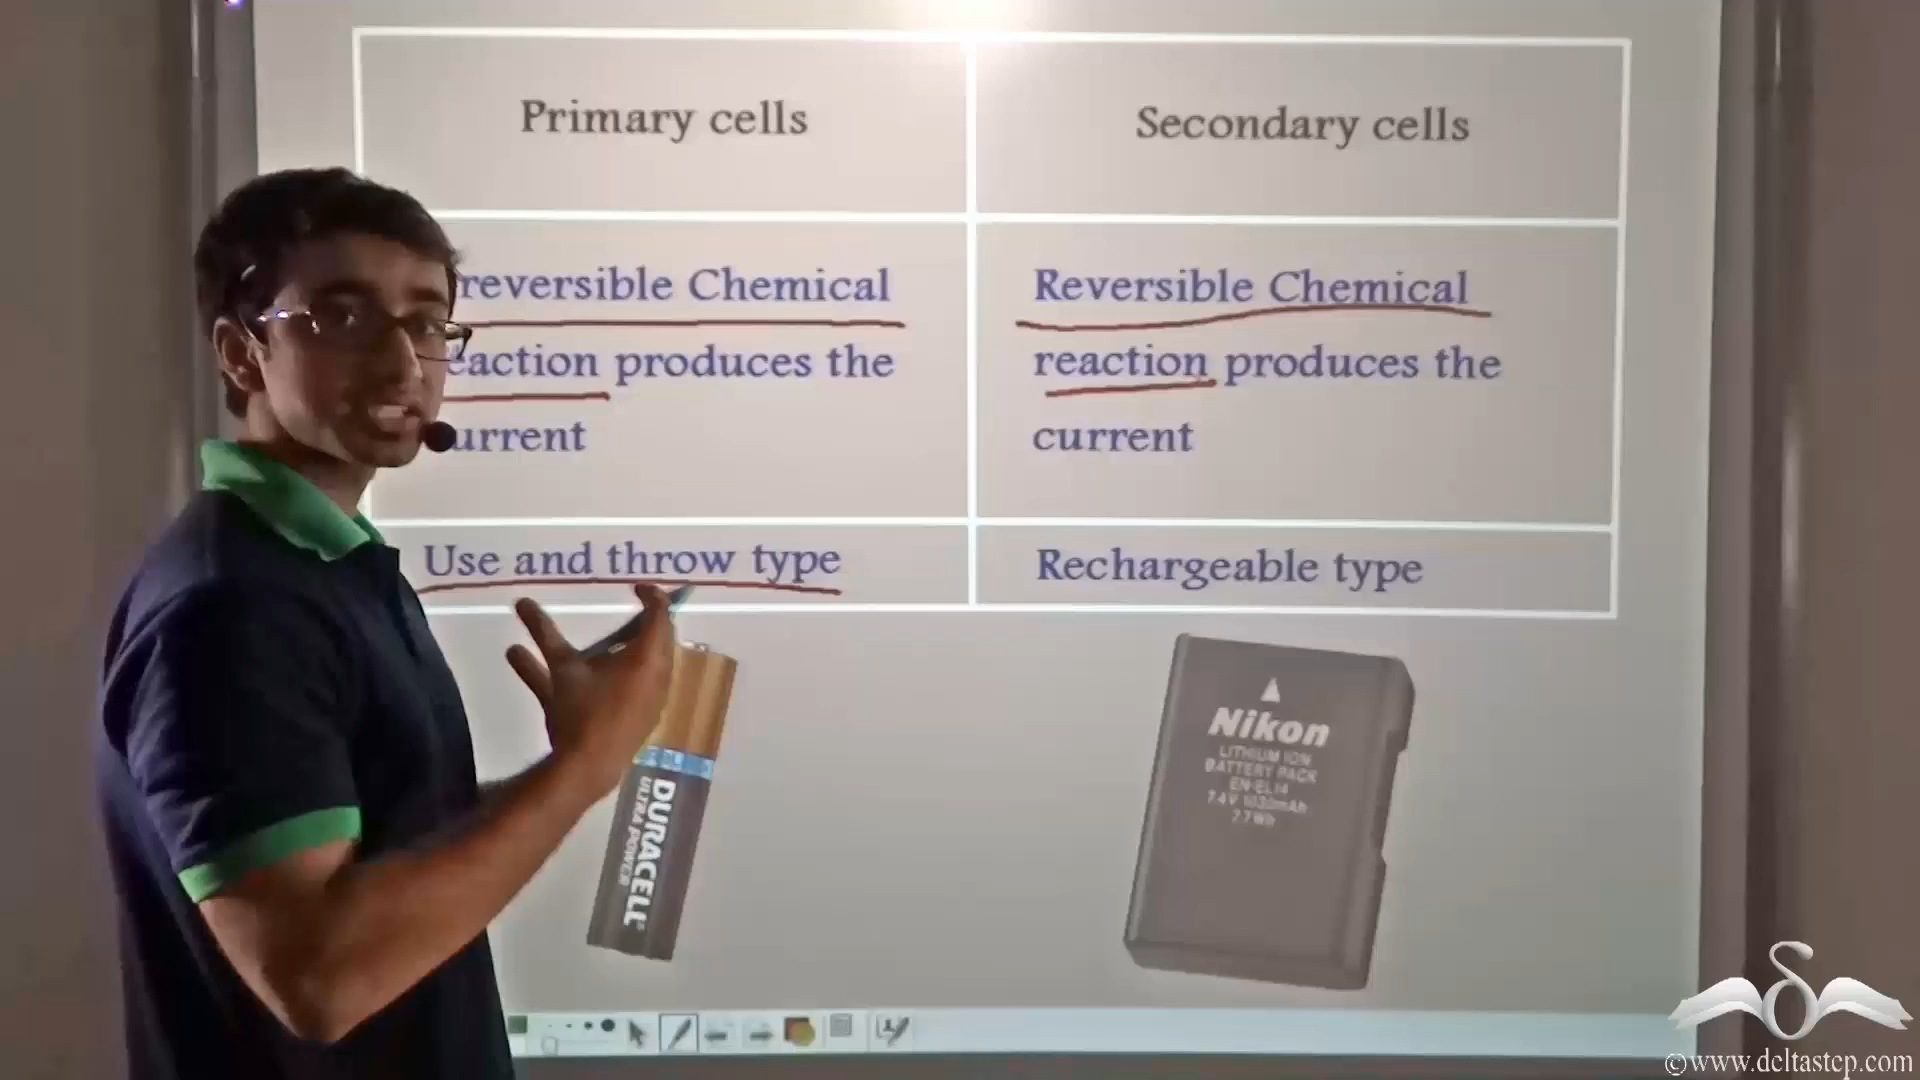 Primary cells
Secondary cells
rreversible Chemical
eaction produces the
urrent
Reversible Chemical
reaction produces the
current
Use and throw type
Rechargeable type
DURACELL
ULTRA POWER
Nikon
LITHIUM ION
BATTERY PACK
EN-EL14
7.4V 1030mAh
7.7Wh
©www.deltastep.com